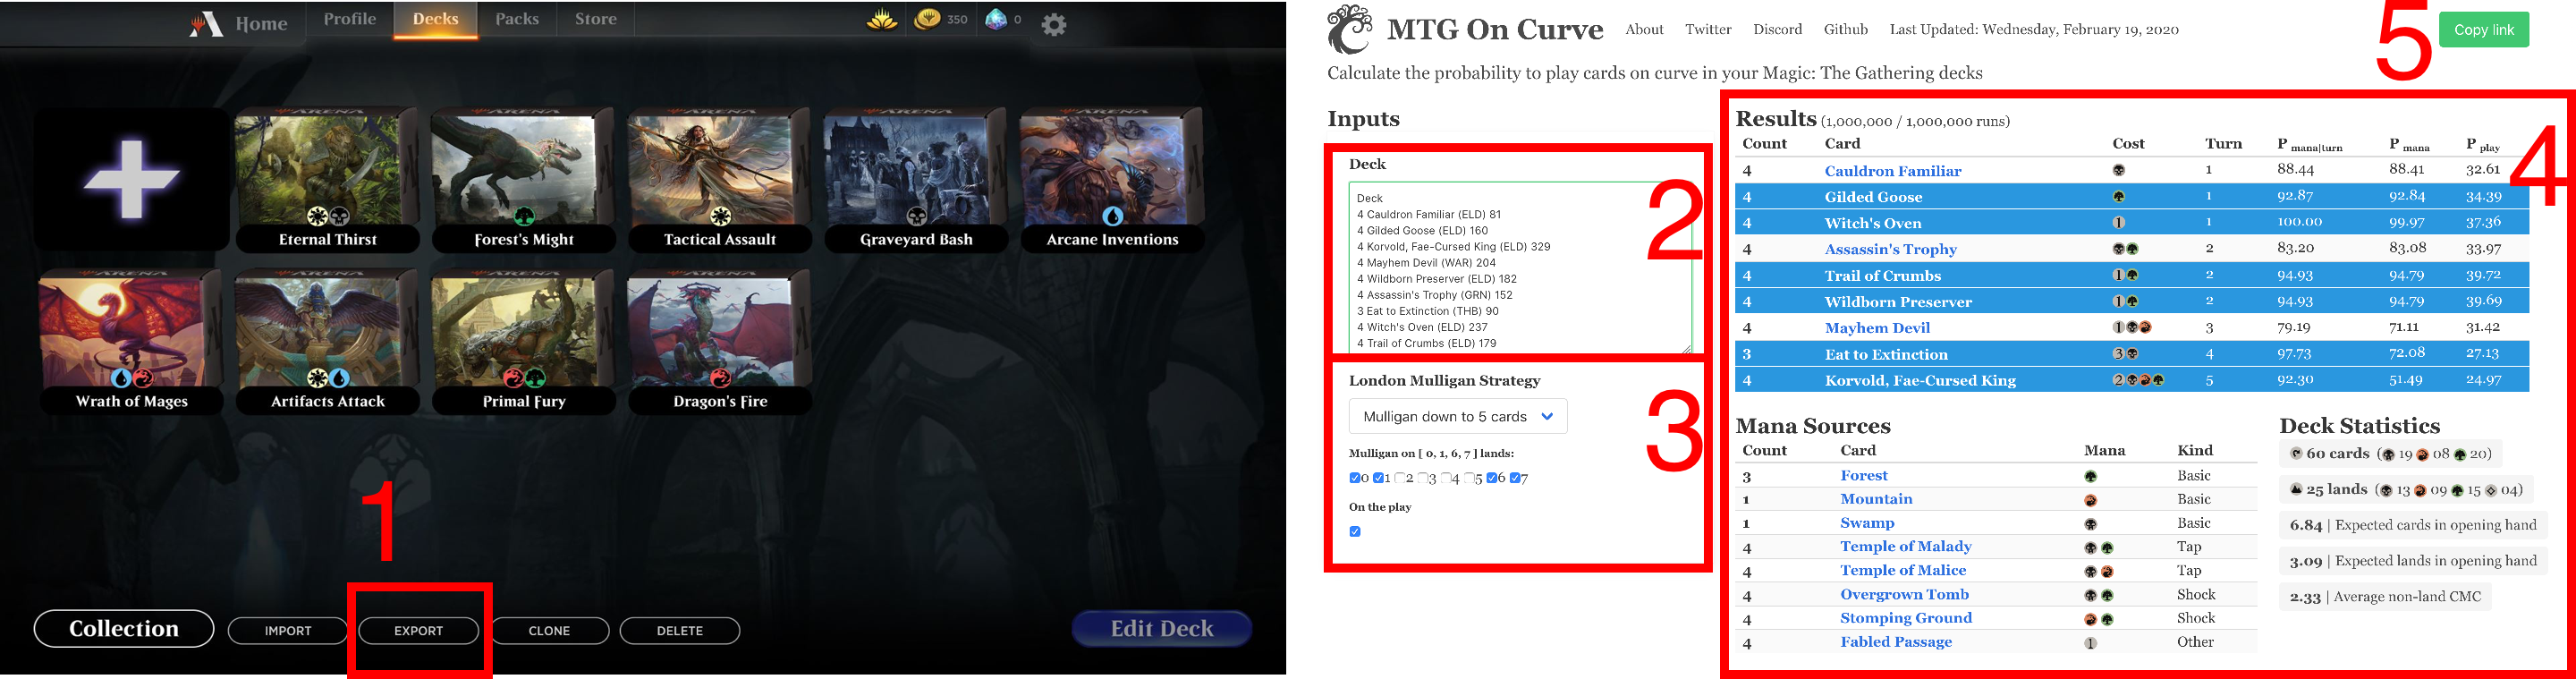 Home
Profile
Decks
Packs
Store
350
0
ARENA
Eternal Thirst
ARENA
Forest's Might
ARENA
Tactical Assault
ARENA
Graveyard Bash
ARENA
Arcane Inventions
ARENA
Wrath of Mages
ARENA
Artifacts Attack
ARENA
Primal Fury
ARENA
Dragon's Fire
1
Collection
IMPORT
EXPORT
CLONE
DELETE
Edit Deck
MTG On Curve
About
Twitter
Discord
Github
Last Updated: Wednesday, February 19, 2020
5
Copy link
Calculate the probability to play cards on curve in your Magic: The Gathering decks
Inputs
Deck
2
Deck
4 Cauldron Familiar (ELD) 81
4 Gilded Goose (ELD) 160
4 Korvold, Fae-Cursed King (ELD) 329
4 Mayhem Devil (WAR) 204
4 Wildborn Preserver (ELD) 182
4 Assassin's Trophy (GRN) 152
3 Eat to Extinction (THB) 90
4 Witch's Oven (ELD) 237
4 Trail of Crumbs (ELD) 179
London Mulligan Strategy
3
Mulligan down to 5 cards
Mulligan on [ 0, 1, 6, 7 ] lands:
0 1 2 3 4 5 6 7
On the play
Results (1,000,000 / 1,000,000 runs)
4
Count Card Cost Turn P mana|turn P mana P play
4 Cauldron Familiar 1 88.44 88.41 32.61
4 Gilded Goose 1 92.87 92.84 34.39
4 Witch's Oven 1 1 100.00 99.97 37.36
4 Assassin's Trophy 2 83.20 83.08 33.97
4 Trail of Crumbs 1 2 94.93 94.79 39.72
4 Wildborn Preserver 1 2 94.93 94.79 39.69
4 Mayhem Devil 1 3 79.19 71.11 31.42
3 Eat to Extinction 3 4 97.73 72.08 27.13
4 Korvold, Fae-Cursed King 2 5 92.30 51.49 24.97
Mana Sources
Count Card Mana Kind
3 Forest Basic
1 Mountain Basic
1 Swamp Basic
4 Temple of Malady Tap
4 Temple of Malice Tap
4 Overgrown Tomb Shock
4 Stomping Ground Shock
4 Fabled Passage 1 Other
Deck Statistics
60 cards ( 19 08 20)
25 lands ( 13 09 15 04)
6.84 | Expected cards in opening hand
3.09 | Expected lands in opening hand
2.33 | Average non-land CMC